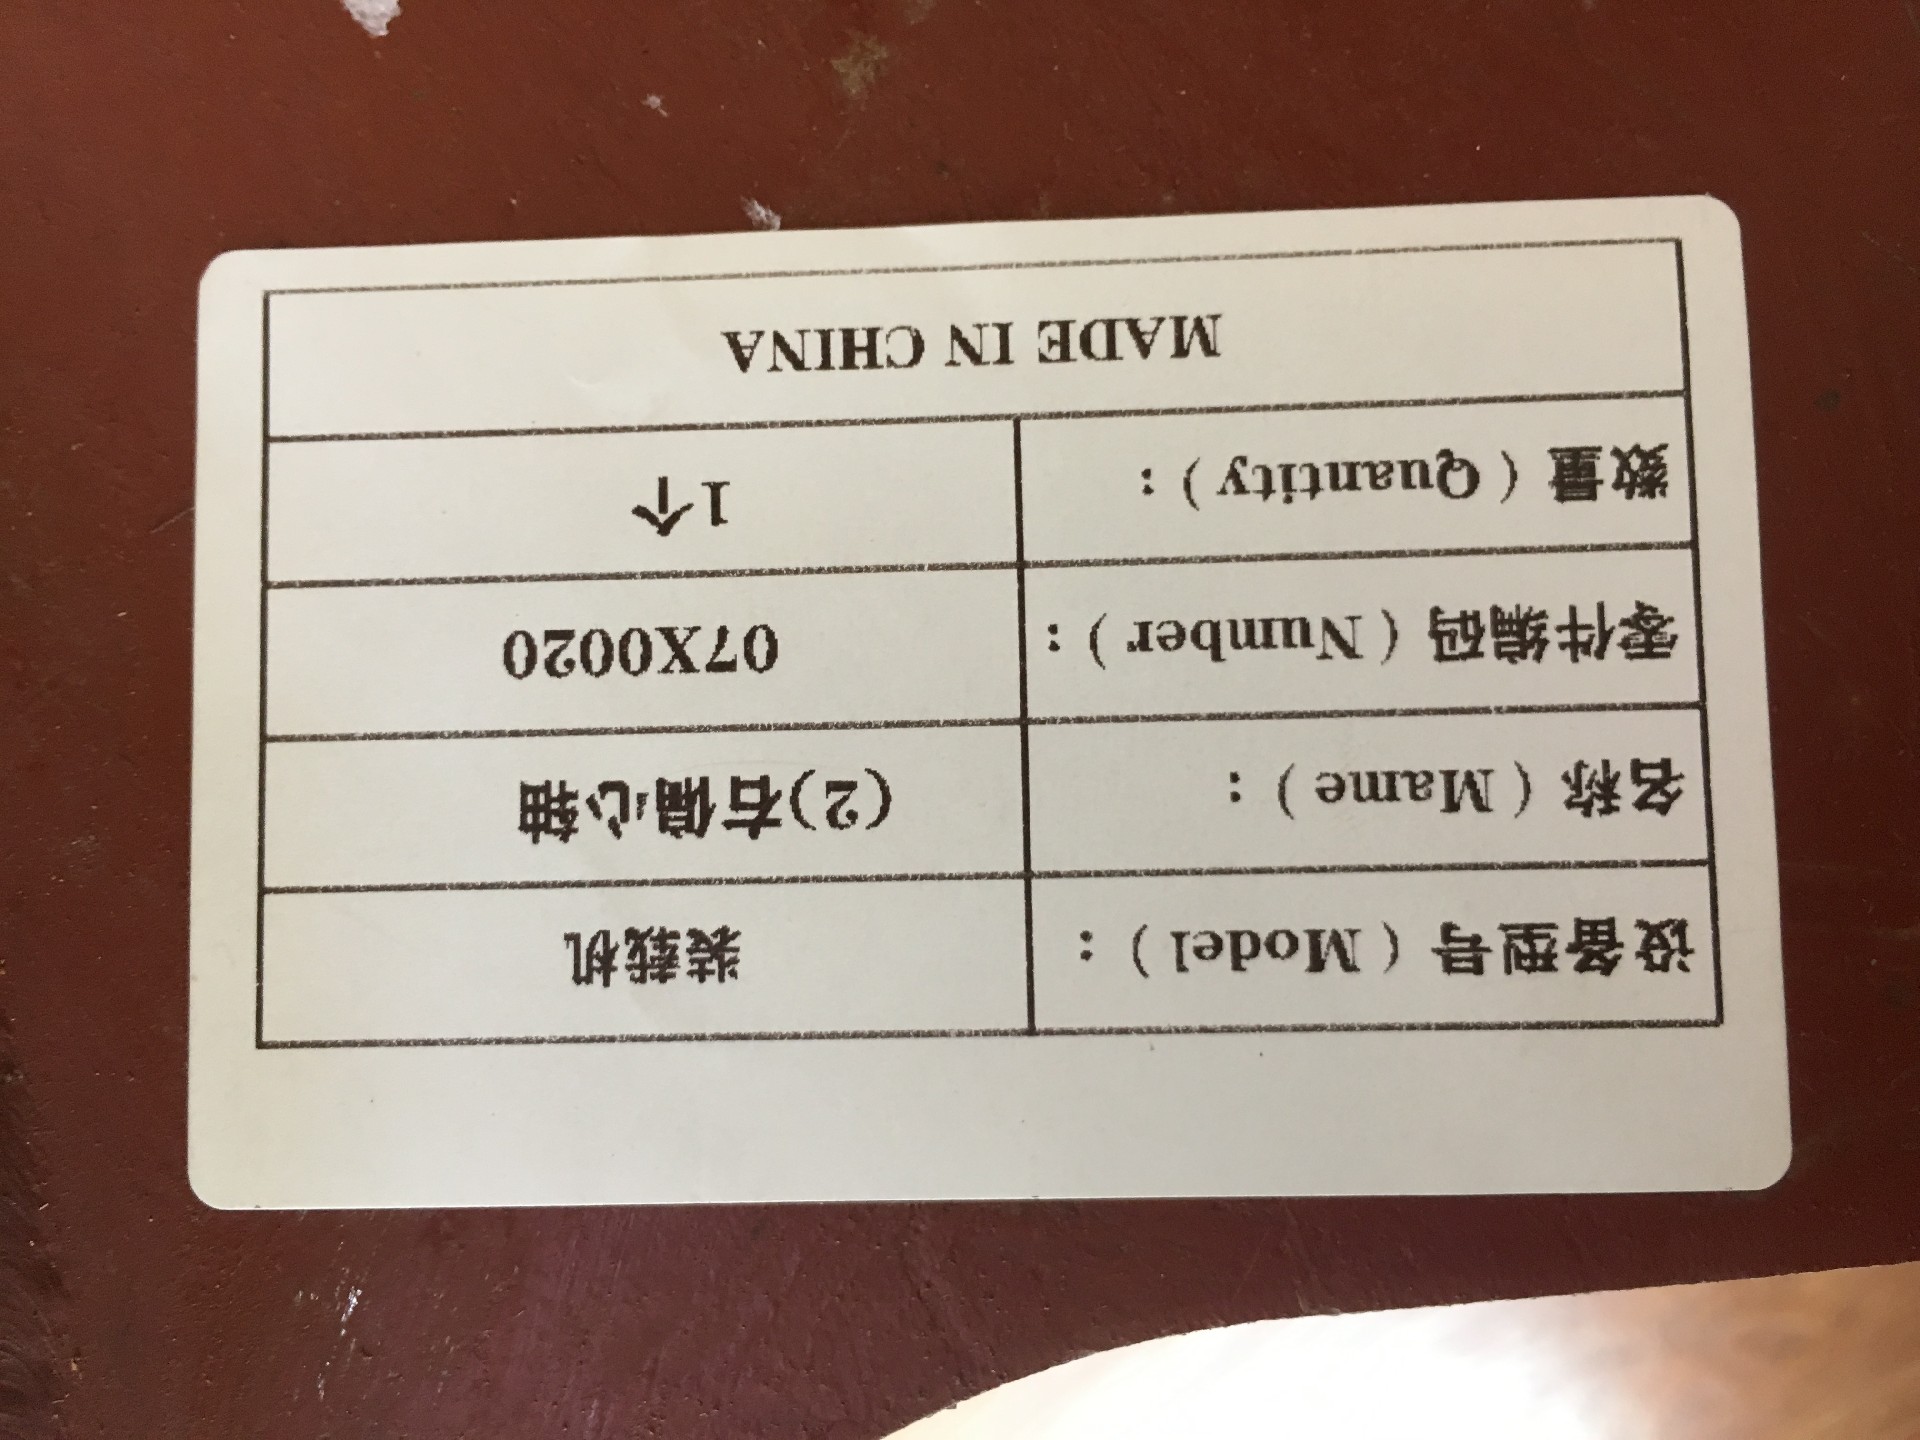 设备型号（Model）： 装载机
名称（Mame）： (2)右偏心轴
零件编码（Number）： 07X0020
数量（Quantity）： 1个
MADE IN CHINA